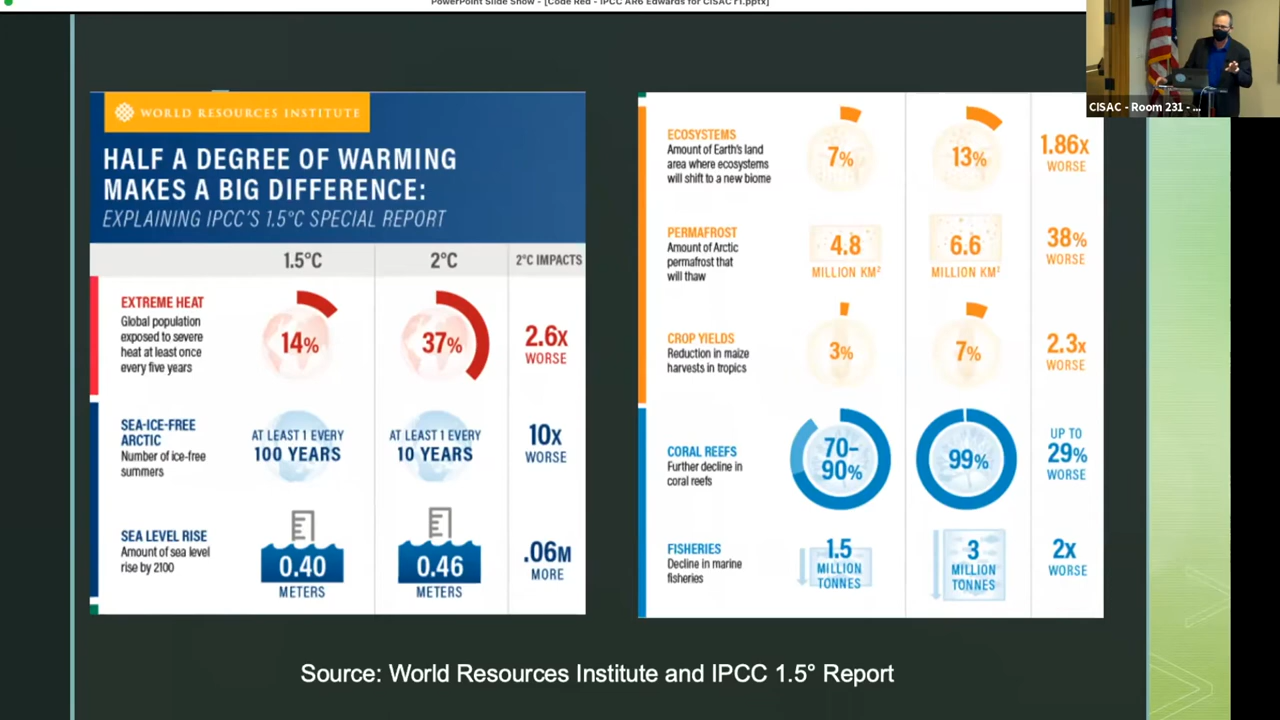 PowerPoint Slide Show - [Code Red - IPCC AR6 Edwards for CISAC r1.pptx]
CISAC - Room 231 - ...
WORLD RESOURCES INSTITUTE
HALF A DEGREE OF WARMING
MAKES A BIG DIFFERENCE:
EXPLAINING IPCC'S 1.5°C SPECIAL REPORT
1.5°C
2°C
2°C IMPACTS
EXTREME HEAT
Global population
exposed to severe
heat at least once
every five years
14%
37%
2.6x
WORSE
SEA-ICE-FREE
ARCTIC
Number of ice-free
summers
AT LEAST 1 EVERY
100 YEARS
AT LEAST 1 EVERY
10 YEARS
10x
WORSE
SEA LEVEL RISE
Amount of sea level
rise by 2100
0.40
METERS
0.46
METERS
.06M
MORE
ECOSYSTEMS
Amount of Earth's land
area where ecosystems
will shift to a new biome
7%
13%
1.86x
WORSE
PERMAFROST
Amount of Arctic
permafrost that
will thaw
4.8
MILLION KM²
6.6
MILLION KM²
38%
WORSE
CROP YIELDS
Reduction in maize
harvests in tropics
3%
7%
2.3x
WORSE
CORAL REEFS
Further decline in
coral reefs
70–
90%
99%
UP TO
29%
WORSE
FISHERIES
Decline in marine
fisheries
1.5
MILLION
TONNES
3
MILLION
TONNES
2x
WORSE
Source: World Resources Institute and IPCC 1.5° Report